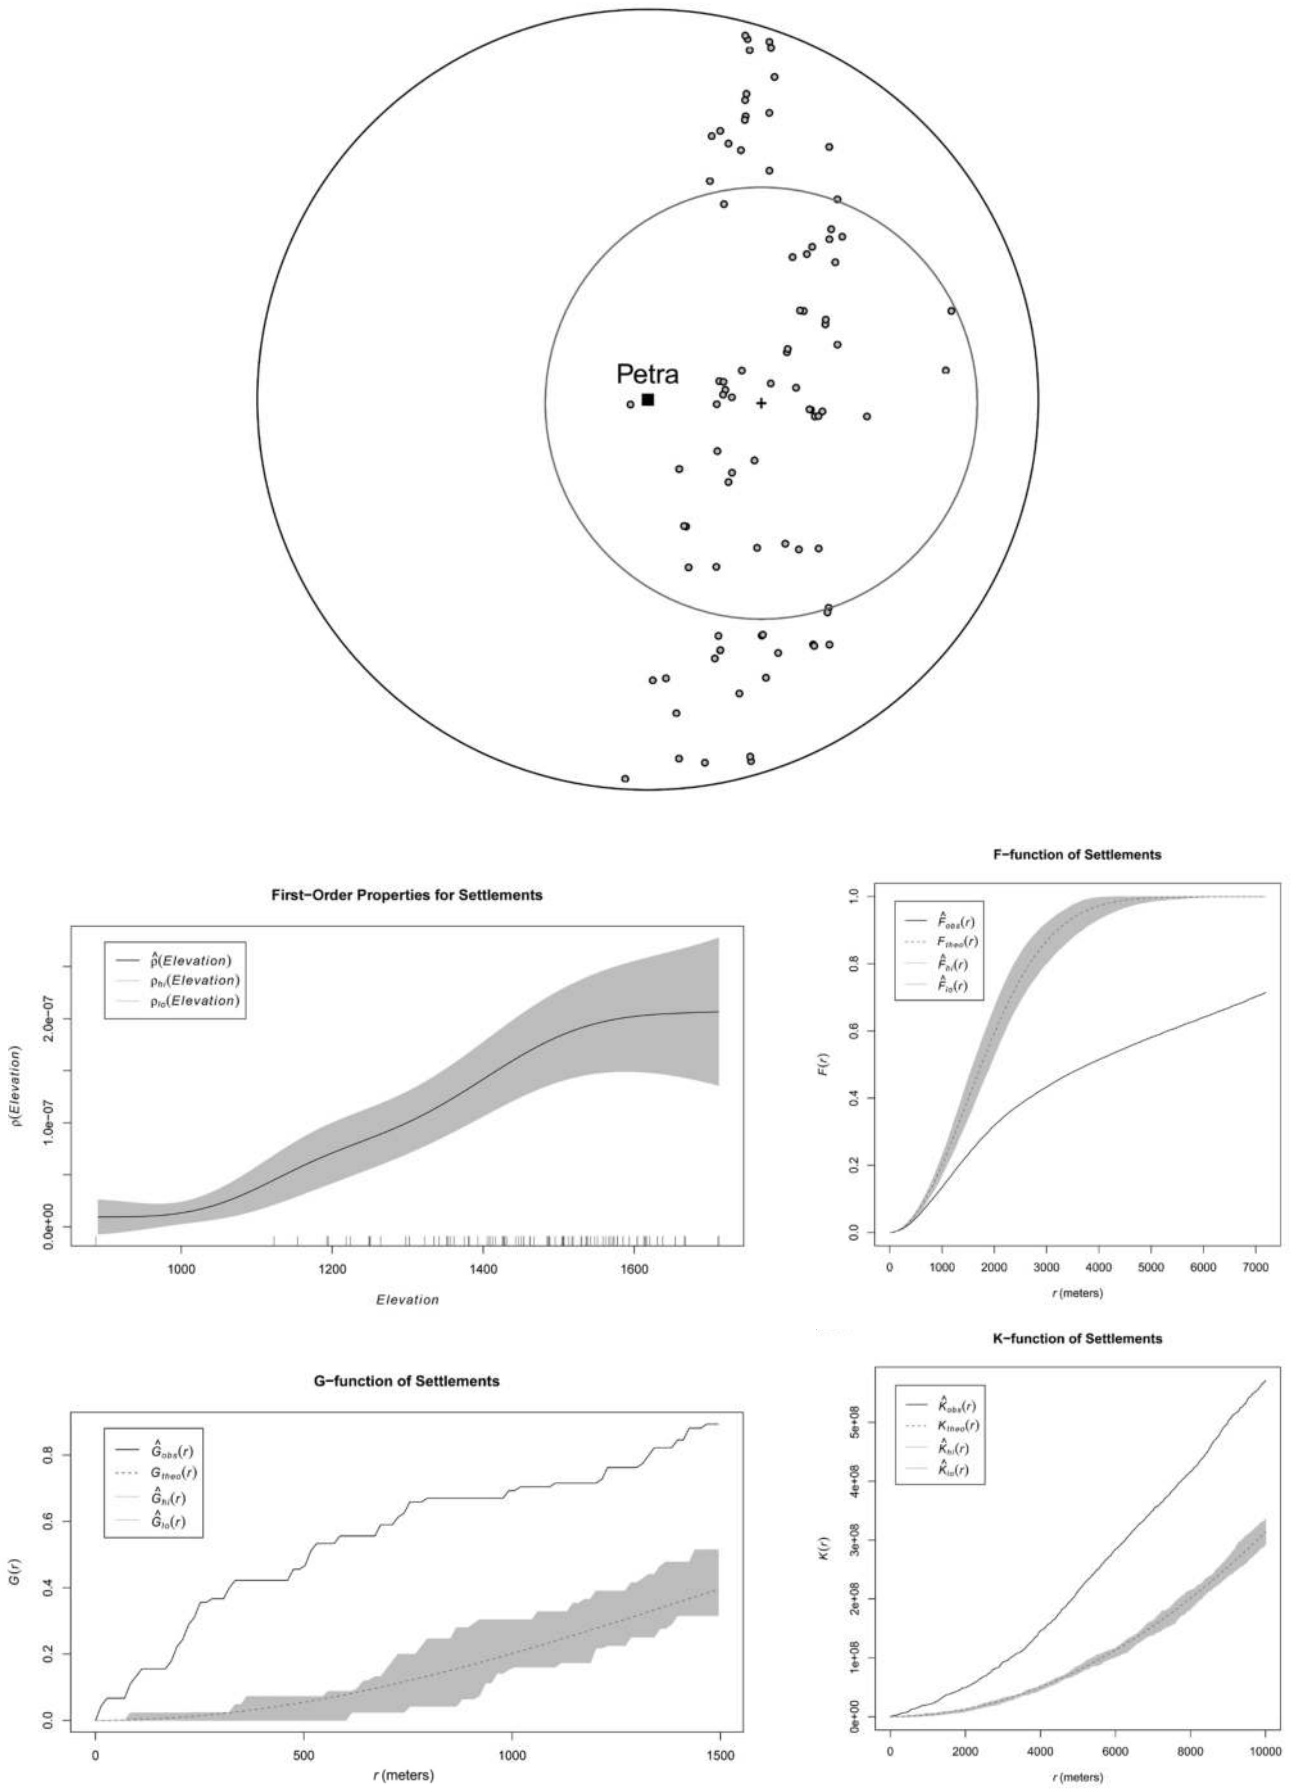 Petra
First−Order Properties for Settlements
ρ̂(Elevation)
ρhi(Elevation)
ρlo(Elevation)
ρ(Elevation)
0.0e+00 1.0e−07 2.0e−07
1000 1200 1400 1600
Elevation
F−function of Settlements
F̂obs(r)
Ftheo(r)
F̂hi(r)
F̂lo(r)
F(r)
0.0 0.2 0.4 0.6 0.8 1.0
0 1000 2000 3000 4000 5000 6000 7000
r (meters)
G−function of Settlements
Ĝobs(r)
Gtheo(r)
Ĝhi(r)
Ĝlo(r)
G(r)
0.0 0.2 0.4 0.6 0.8
0 500 1000 1500
r (meters)
K−function of Settlements
K̂obs(r)
Ktheo(r)
K̂hi(r)
K̂lo(r)
K(r)
0e+00 1e+08 2e+08 3e+08 4e+08 5e+08
0 2000 4000 6000 8000 10000
r (meters)